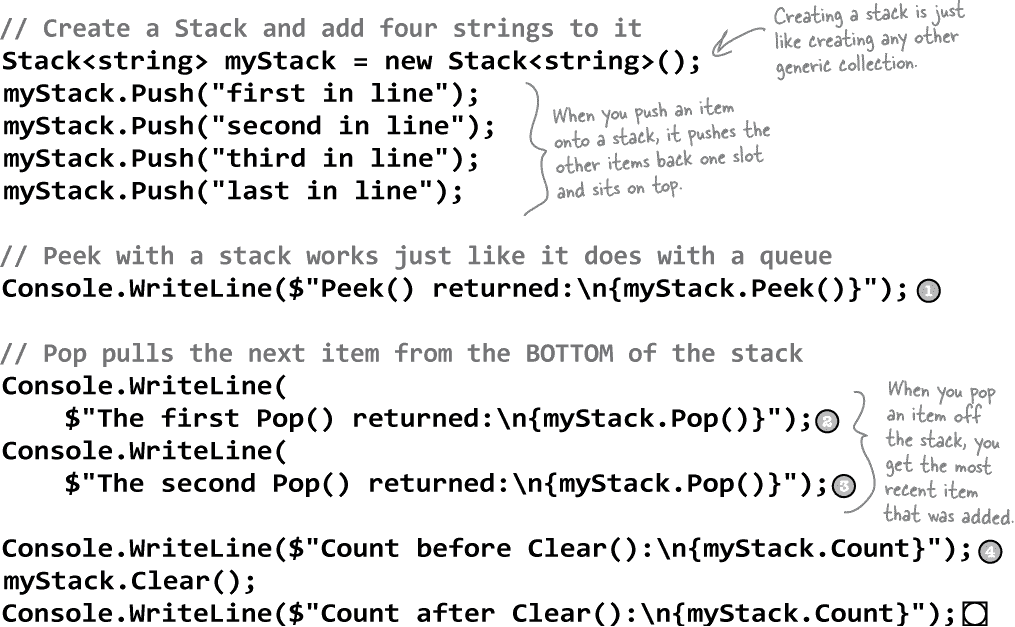 // Create a Stack and add four strings to it
Stack<string> myStack = new Stack<string>();
myStack.Push("first in line");
myStack.Push("second in line");
myStack.Push("third in line");
myStack.Push("last in line");
Creating a stack is just
like creating any other
generic collection.
When you push an item
onto a stack, it pushes the
other items back one slot
and sits on top.
// Peek with a stack works just like it does with a queue
Console.WriteLine($"Peek() returned:\n{myStack.Peek()}"); 1
// Pop pulls the next item from the BOTTOM of the stack
Console.WriteLine(
    $"The first Pop() returned:\n{myStack.Pop()}"); 2
Console.WriteLine(
    $"The second Pop() returned:\n{myStack.Pop()}"); 3
When you pop
an item off
the stack, you
get the most
recent item
that was added.
Console.WriteLine($"Count before Clear():\n{myStack.Count}"); 4
myStack.Clear();
Console.WriteLine($"Count after Clear():\n{myStack.Count}");